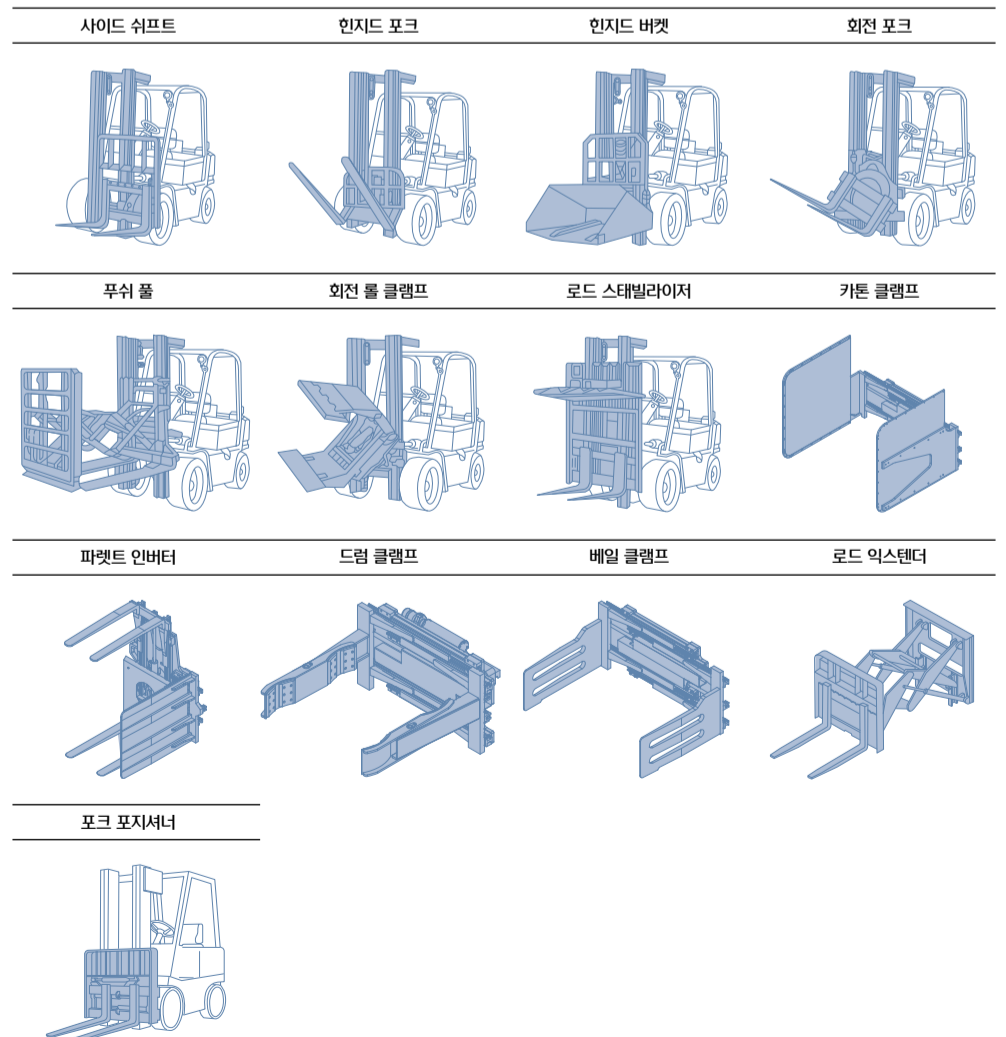 사이드 쉬프트
힌지드 포크
힌지드 버켓
회전 포크
푸쉬 풀
회전 롤 클램프
로드 스태빌라이저
카톤 클램프
파렛트 인버터
드럼 클램프
베일 클램프
로드 익스텐더
포크 포지셔너